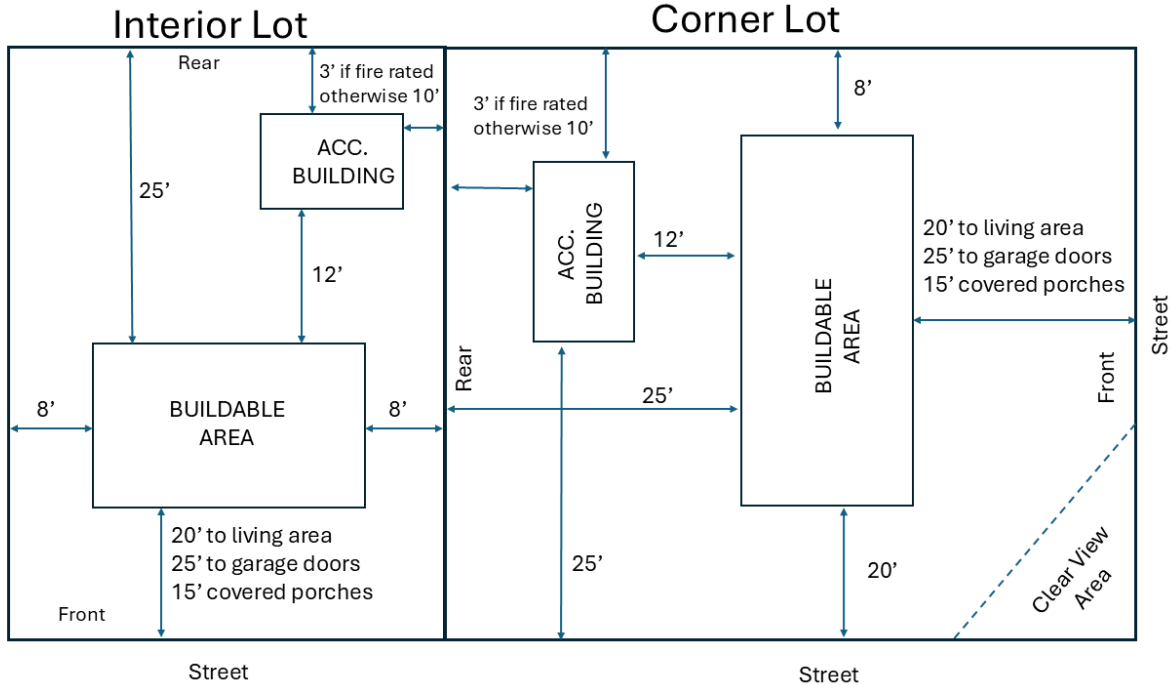 Interior Lot
Rear
3’ if fire rated
otherwise 10’
ACC.
BUILDING
25’
12’
8’
BUILDABLE
AREA
8’
20’ to living area
25’ to garage doors
15’ covered porches
Front
Street
Corner Lot
3’ if fire rated
otherwise 10’
8’
ACC.
BUILDING
12’
BUILDABLE
AREA
20’ to living area
25’ to garage doors
15’ covered porches
Street
Front
Rear
25’
25’
20’
Clear View
Area
Street